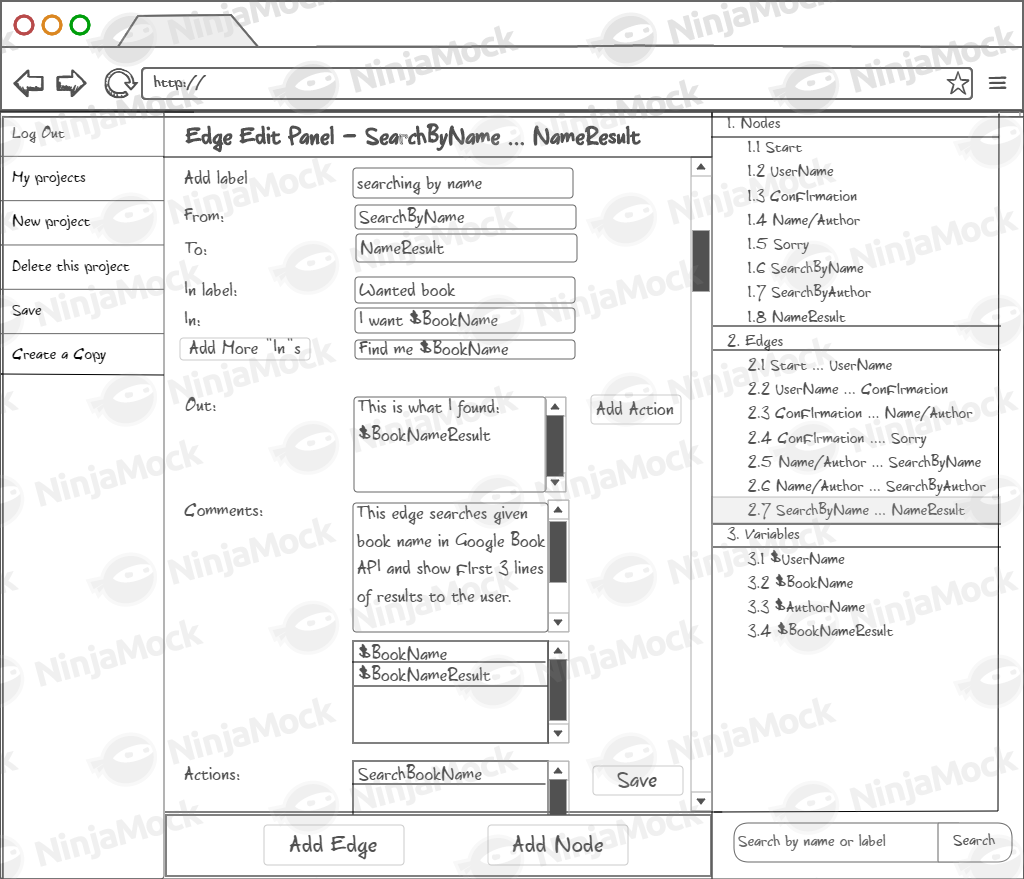 http://
Log Out
My projects
New project
Delete this project
Save
Create a Copy
Edge Edit Panel - SearchByName ... NameResult
Add label
searching by name
From:
SearchByName
To:
NameResult
In label:
Wanted book
In:
I want $BookName
Add More "In"s
Find me $BookName
Out:
This is what I found:
$BookNameResult
Add Action
Comments:
This edge searches given
book name in Google Book
API and show first 3 lines
of results to the user.
$BookName
$BookNameResult
Actions:
SearchBookName
Save
Add Edge
Add Node
1. Nodes
1.1 Start
1.2 UserName
1.3 Confirmation
1.4 Name/Author
1.5 Sorry
1.6 SearchByName
1.7 SearchByAuthor
1.8 NameResult
2. Edges
2.1 Start ... UserName
2.2 UserName ... Confirmation
2.3 Confirmation ... Name/Author
2.4 Confirmation .... Sorry
2.5 Name/Author ... SearchByName
2.6 Name/Author ... SearchByAuthor
2.7 SearchByName ... NameResult
3. Variables
3.1 $UserName
3.2 $BookName
3.3 $AuthorName
3.4 $BookNameResult
Search by name or label
Search
NinjaMock